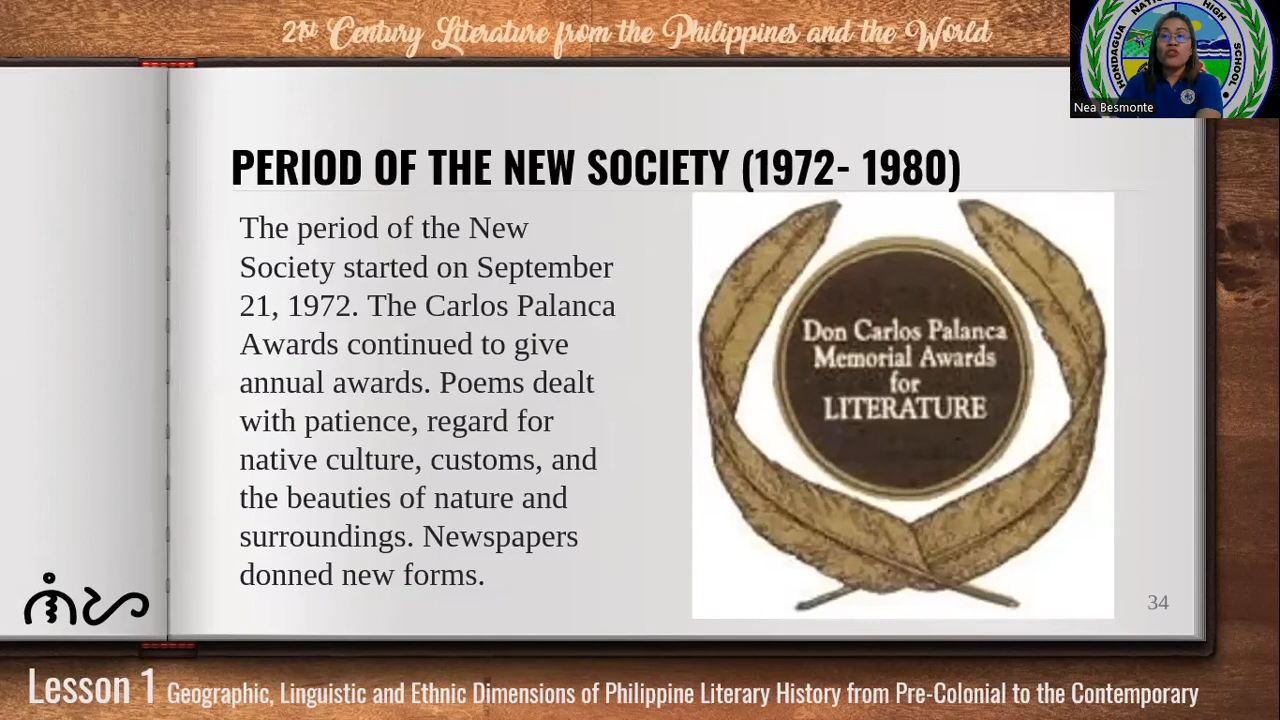 21st Century Literature from the Philippines and the World
HONDAGUA NATIONAL HIGH SCHOOL
Nea Besmonte
PERIOD OF THE NEW SOCIETY (1972- 1980)
The period of the New
Society started on September
21, 1972. The Carlos Palanca
Awards continued to give
annual awards. Poems dealt
with patience, regard for
native culture, customs, and
the beauties of nature and
surroundings. Newspapers
donned new forms.
Don Carlos Palanca
Memorial Awards
for
LITERATURE
34
Lesson 1 Geographic, Linguistic and Ethnic Dimensions of Philippine Literary History from Pre-Colonial to the Contemporary